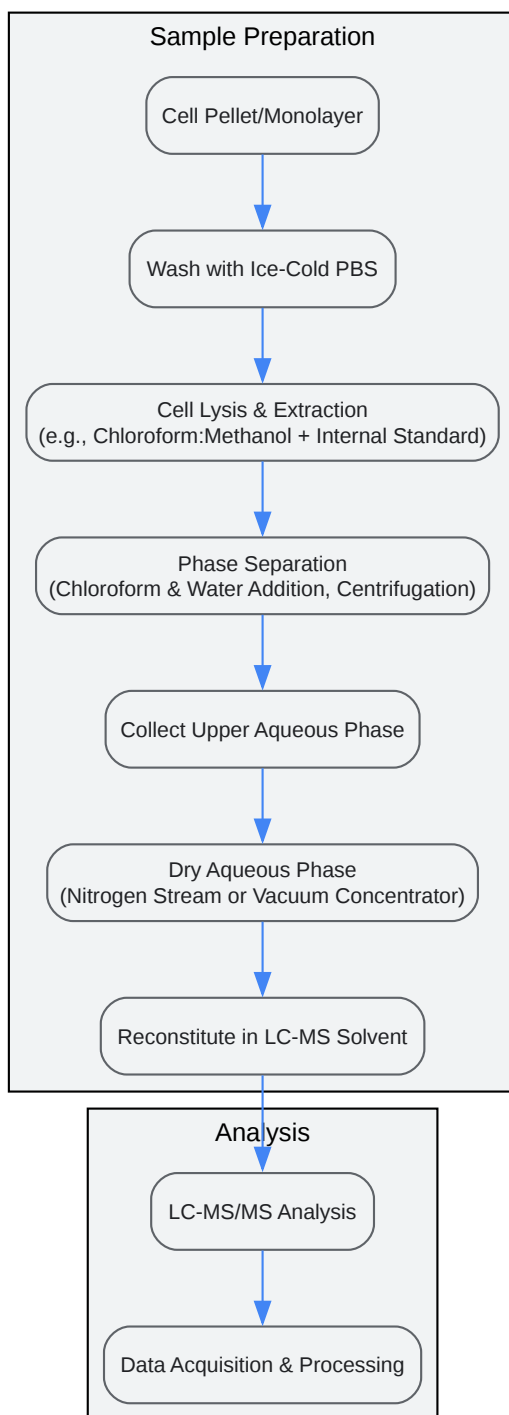 Sample Preparation
Cell Pellet/Monolayer
Wash with Ice-Cold PBS
Cell Lysis & Extraction
(e.g., Chloroform:Methanol + Internal Standard)
Phase Separation
(Chloroform & Water Addition, Centrifugation)
Collect Upper Aqueous Phase
Dry Aqueous Phase
(Nitrogen Stream or Vacuum Concentrator)
Reconstitute in LC-MS Solvent
Analysis
LC-MS/MS Analysis
Data Acquisition & Processing